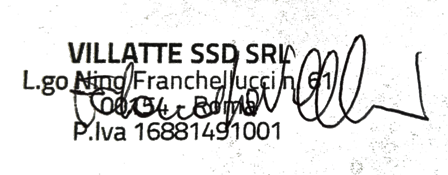 VILLATTE SSD SRL
L.go Nino Franchellucci n. 61
00154 - Roma
P.Iva 16881491001